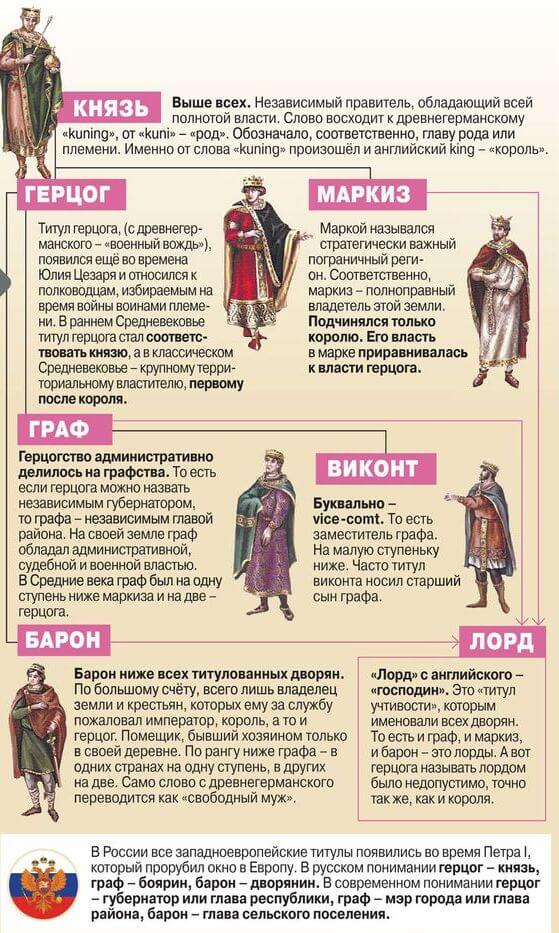 КНЯЗЬ
Выше всех. Независимый правитель, обладающий всей
полнотой власти. Слово восходит к древнегерманскому
«kuning», от «kuni» – «род». Обозначало, соответственно, главу рода или
племени. Именно от слова «kuning» произошёл и английский king – «король».
ГЕРЦОГ
Титул герцога, (с древнегер-
манского – «военный вождь»),
появился ещё во времена
Юлия Цезаря и относился к
полководцам, избираемым на
время войны воинами племе-
ни. В раннем Средневековье
титул герцога стал соответс-
твовать князю, а в классическом
Средневековье – крупному терри-
ториальному властителю, первому
после короля.
МАРКИЗ
Маркой назывался
стратегически важный
пограничный реги-
он. Соответственно,
маркиз – полноправный
владетель этой земли.
Подчинялся только
королю. Его власть
в марке приравнивалась
к власти герцога.
ГРАФ
Герцогство административно
делилось на графства. То есть
если герцога можно назвать
независимым губернатором,
то графа – независимым главой
района. На своей земле граф
обладал административной,
судебной и военной властью.
В Средние века граф был на одну
ступень ниже маркиза и на две –
герцога.
ВИКОНТ
Буквально –
vice-comt. То есть
заместитель графа.
На малую ступеньку
ниже. Часто титул
виконта носил старший
сын графа.
БАРОН
Барон ниже всех титулованных дворян.
По большому счёту, всего лишь владелец
земли и крестьян, которых ему за службу
пожаловал император, король, а то и
герцог. Помещик, бывший хозяином только
в своей деревне. По рангу ниже графа – в
одних странах на одну ступень, в других
на две. Само слово с древнегерманского
переводится как «свободный муж».
ЛОРД
«Лорд» с английского –
«господин». Это «титул
учтивости», которым
именовали всех дворян.
То есть и граф, и маркиз,
и барон – это лорды. А вот
герцога называть лордом
было недопустимо, точно
так же, как и короля.
В России все западноевропейские титулы появились во время Петра I,
который прорубил окно в Европу. В русском понимании герцог – князь,
граф – боярин, барон – дворянин. В современном понимании герцог
– губернатор или глава республики, граф – мэр города или глава
района, барон – глава сельского поселения.